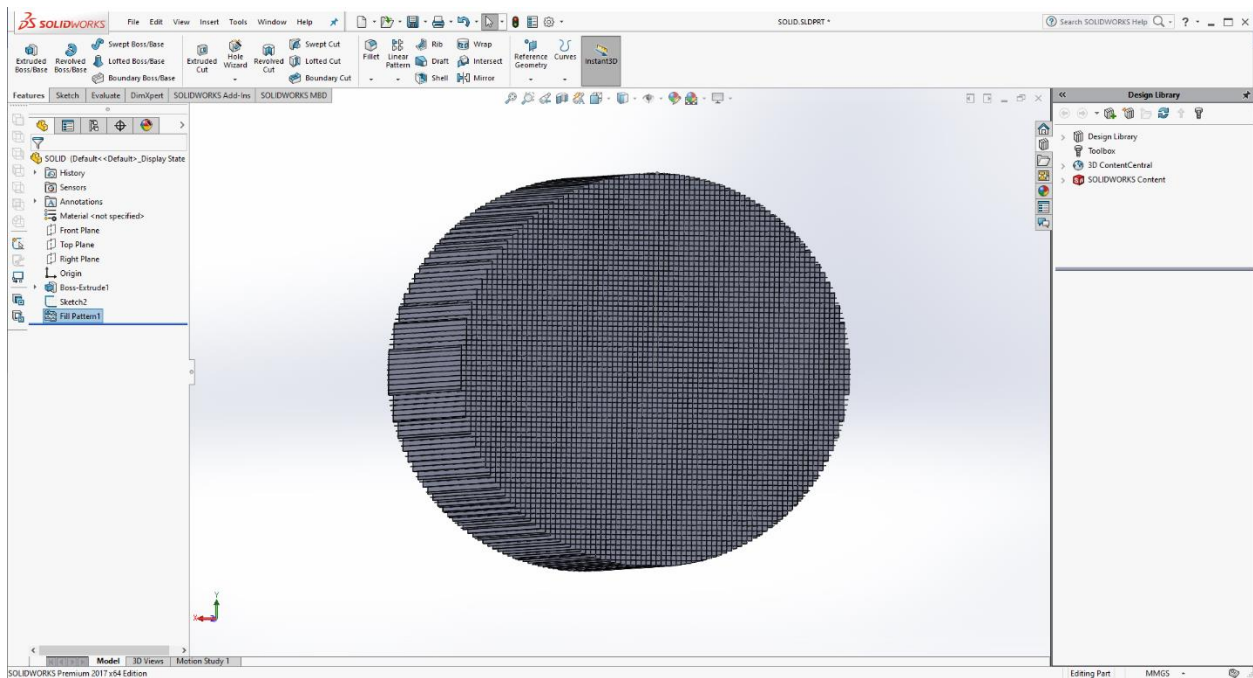 SOLIDWORKS File Edit View Insert Tools Window Help SOLID.SLDPRT * Search SOLIDWORKS Help
Extruded Boss/Base
Revolved Boss/Base
Swept Boss/Base
Lofted Boss/Base
Boundary Boss/Base
Extruded Cut
Hole Wizard
Revolved Cut
Swept Cut
Lofted Cut
Boundary Cut
Fillet
Linear Pattern
Rib
Draft
Shell
Wrap
Intersect
Mirror
Reference Geometry
Curves
Instant3D
Features Sketch Evaluate DimXpert SOLIDWORKS Add-Ins SOLIDWORKS MBD
SOLID (Default<<Default>_Display State
History
Sensors
Annotations
Material <not specified>
Front Plane
Top Plane
Right Plane
Origin
Boss-Extrude1
Sketch2
Fill Pattern1
Design Library
Design Library
Toolbox
3D ContentCentral
SOLIDWORKS Content
Y
X
Model 3D Views Motion Study 1
SOLIDWORKS Premium 2017 x64 Edition Editing Part MMGS